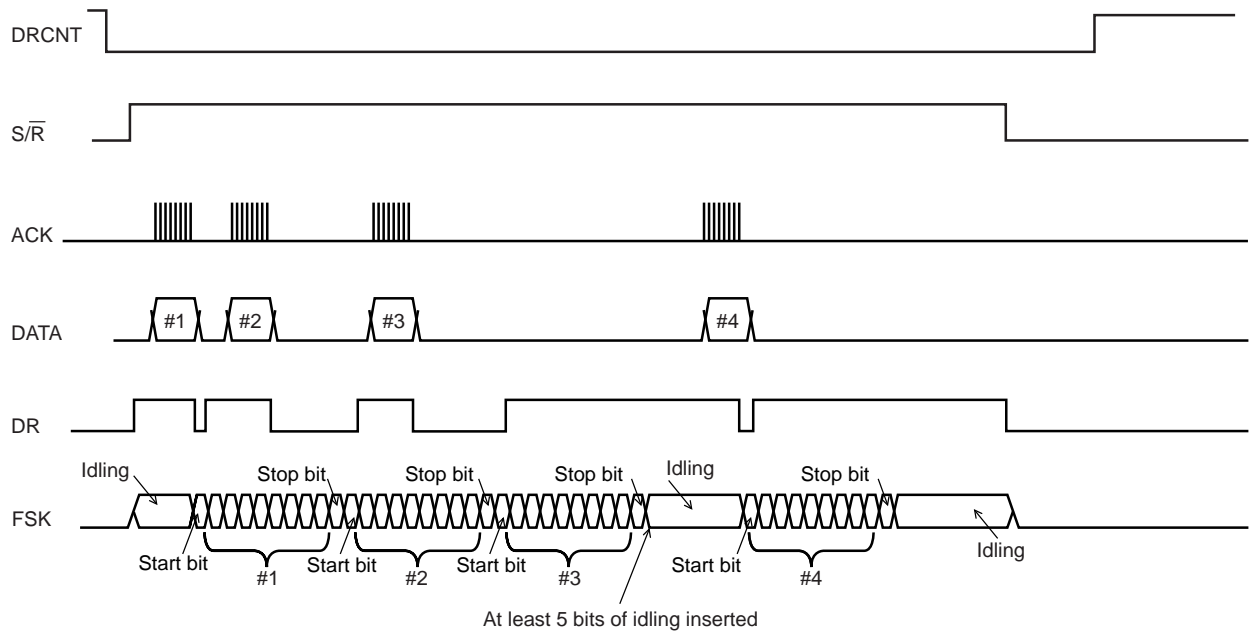 DRCNT
S/R̅
ACK
DATA
#1 #2 #3 #4
DR
Idling Stop bit Stop bit Stop bit Idling Stop bit
FSK
Start bit Start bit Start bit Start bit Idling
#1 #2 #3 #4
At least 5 bits of idling inserted